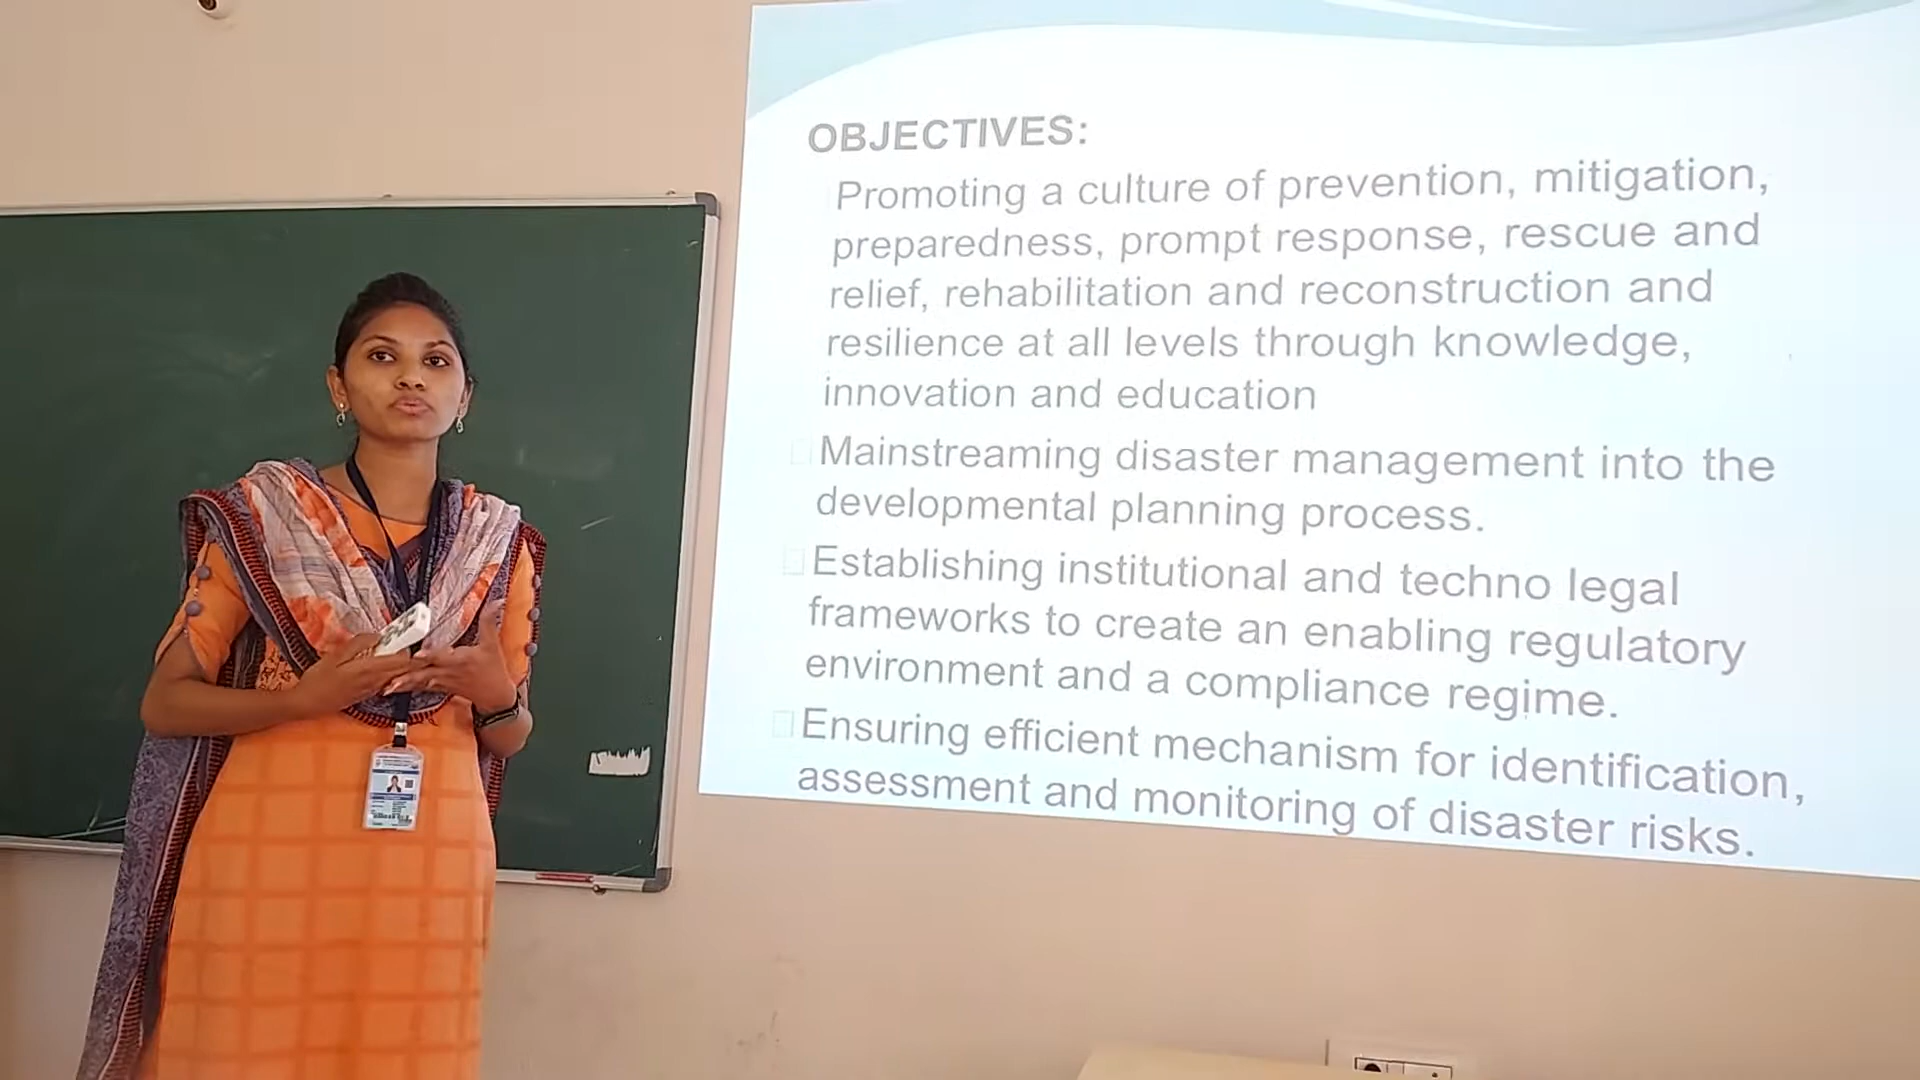 OBJECTIVES:
Promoting a culture of prevention, mitigation,
preparedness, prompt response, rescue and
relief, rehabilitation and reconstruction and
resilience at all levels through knowledge,
innovation and education
Mainstreaming disaster management into the
developmental planning process.
Establishing institutional and techno legal
frameworks to create an enabling regulatory
environment and a compliance regime.
Ensuring efficient mechanism for identification,
assessment and monitoring of disaster risks.